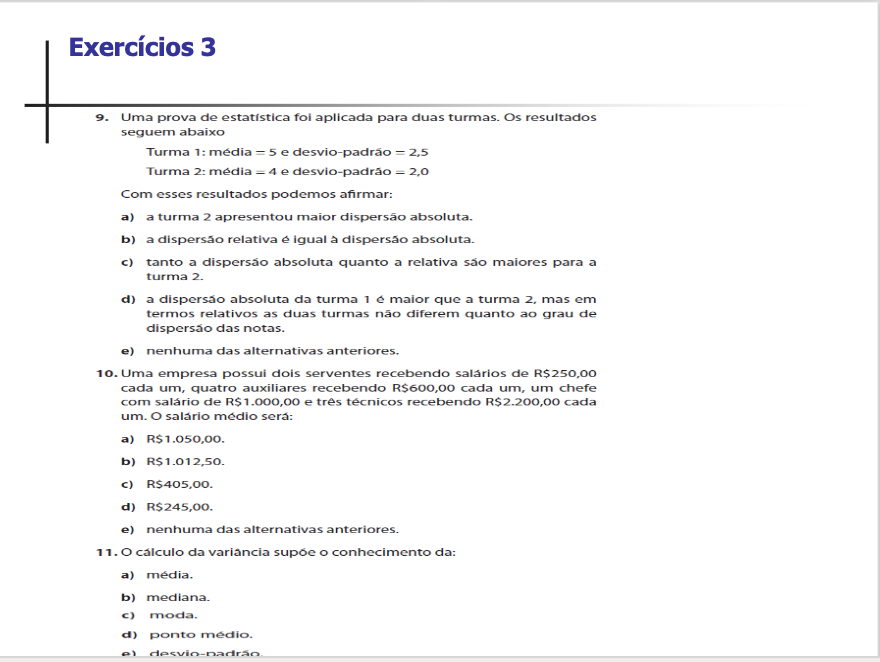 Exercícios 3
9. Uma prova de estatística foi aplicada para duas turmas. Os resultados
seguem abaixo
Turma 1: média = 5 e desvio-padrão = 2,5
Turma 2: média = 4 e desvio-padrão = 2,0
Com esses resultados podemos afirmar:
a) a turma 2 apresentou maior dispersão absoluta.
b) a dispersão relativa é igual à dispersão absoluta.
c) tanto a dispersão absoluta quanto a relativa são maiores para a
turma 2.
d) a dispersão absoluta da turma 1 é maior que a turma 2, mas em
termos relativos as duas turmas não diferem quanto ao grau de
dispersão das notas.
e) nenhuma das alternativas anteriores.
10. Uma empresa possui dois serventes recebendo salários de R$250,00
cada um, quatro auxiliares recebendo R$600,00 cada um, um chefe
com salário de R$1.000,00 e três técnicos recebendo R$2.200,00 cada
um. O salário médio será:
a) R$1.050,00.
b) R$1.012,50.
c) R$405,00.
d) R$245,00.
e) nenhuma das alternativas anteriores.
11. O cálculo da variância supõe o conhecimento da:
a) média.
b) mediana.
c) moda.
d) ponto médio.
e) desvio-padrão.